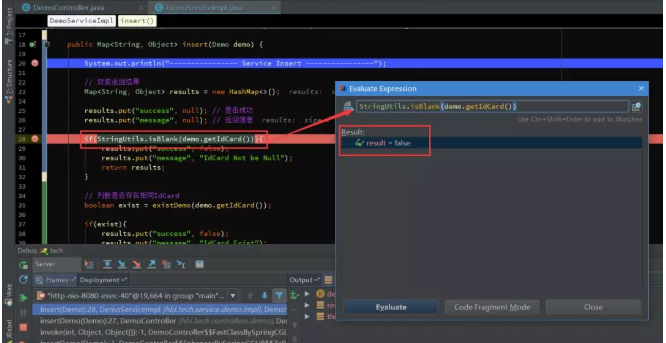 DemoController.java
DemoServiceImpl.java
DemoServiceImpl
insert()
1: Project
7: Structure
Web
JRebel
17
18 public Map<String, Object> insert(Demo demo) {
19
20 System.out.println("---------------- Service Insert ----------------");
21
22 // 封装返回结果
23 Map<String, Object> results = new HashMap<>(); results:
24
25 results.put("success", null); // 是否成功
26 results.put("message", null); // 返回信息 results: size
27
28 if(StringUtils.isBlank(demo.getIdCard())){
29 results.put("success", false);
30 results.put("message", "IdCard Not be Null");
31 return results;
32 }
33
34 // 判断是否存在相同IdCard
35 boolean exist = existDemo(demo.getIdCard());
36
37 if(exist){
38 results.put("success", false);
39 results.put("message", "IdCard Exist");
Evaluate Expression
StringUtils.isBlank(demo.getIdCard())
Use Ctrl+Shift+Enter to add to Watches
Result:
result = false
Evaluate
Code Fragment Mode
Close
Debug tech
Server
Frames
Deployment
Output
"http-nio-8080-exec-40"@19,664 in group "main"...
insert(Demo):28, DemoServiceImpl (hbi.tech.service.demo.impl), Demo
insertDemo(Demo):27, DemoController (hbi.tech.controllers.demo), De
invoke(int, Object, Object[]):-1, DemoController$$FastClassBySpringCGL